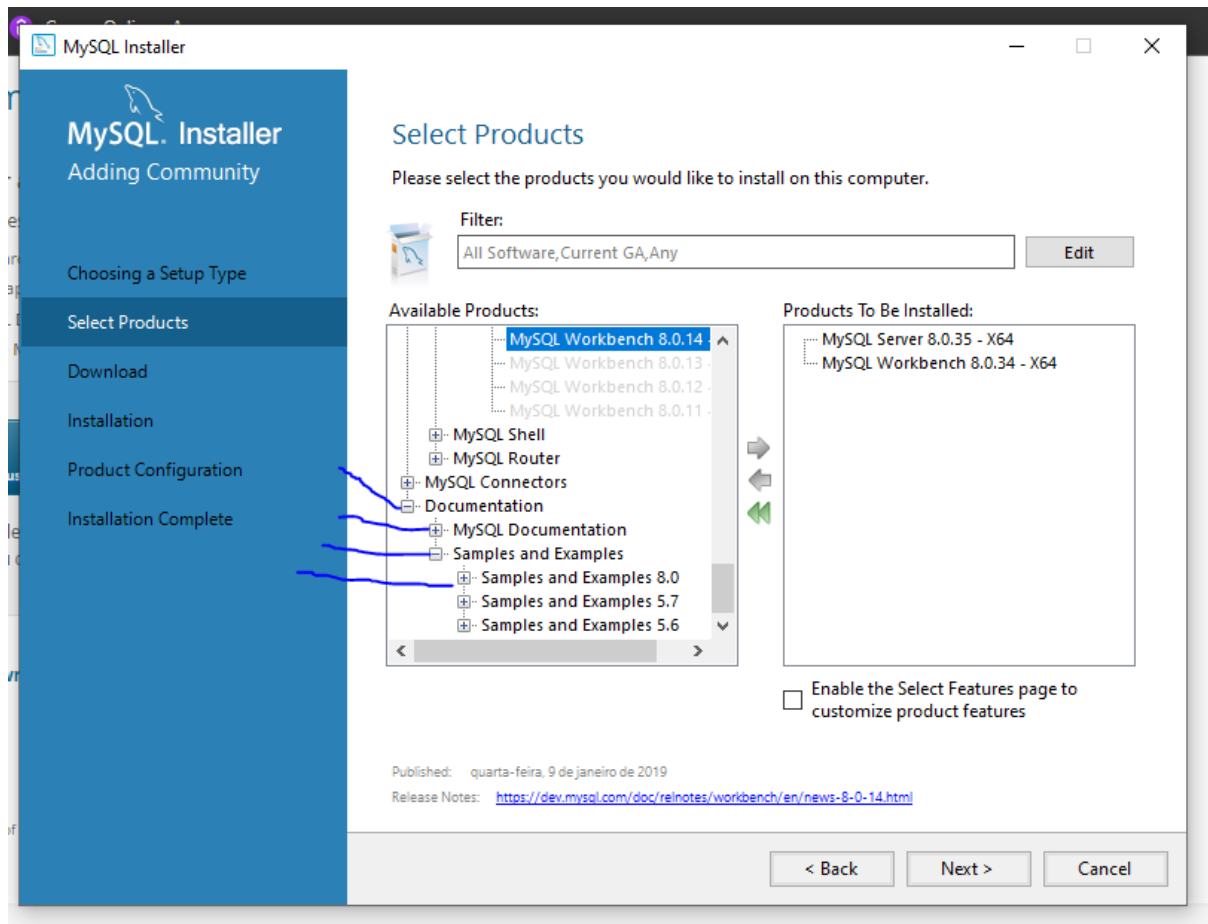 MySQL Installer
MySQL. Installer
Adding Community
Choosing a Setup Type
Select Products
Download
Installation
Product Configuration
Installation Complete
Select Products
Please select the products you would like to install on this computer.
Filter:
All Software,Current GA,Any
Edit
Available Products:
MySQL Workbench 8.0.14
MySQL Workbench 8.0.13
MySQL Workbench 8.0.12
MySQL Workbench 8.0.11
MySQL Shell
MySQL Router
MySQL Connectors
Documentation
MySQL Documentation
Samples and Examples
Samples and Examples 8.0
Samples and Examples 5.7
Samples and Examples 5.6
Products To Be Installed:
MySQL Server 8.0.35 - X64
MySQL Workbench 8.0.34 - X64
Enable the Select Features page to
customize product features
Published: quarta-feira, 9 de janeiro de 2019
Release Notes: https://dev.mysql.com/doc/relnotes/workbench/en/news-8-0-14.html
< Back
Next >
Cancel